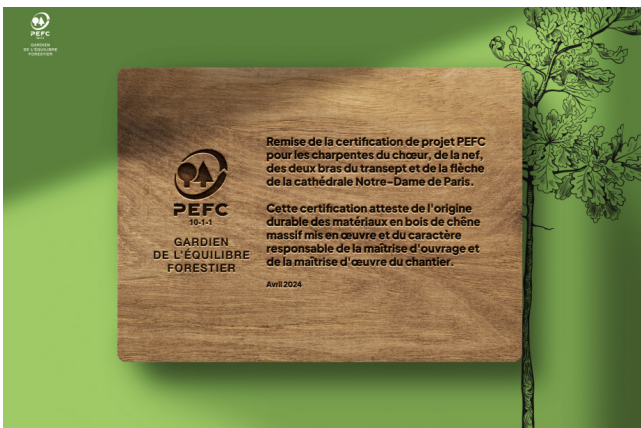 PEFC
10-1-1
GARDIEN
DE L'ÉQUILIBRE
FORESTIER
PEFC
10-1-1
GARDIEN
DE L'ÉQUILIBRE
FORESTIER
Remise de la certification de projet PEFC
pour les charpentes du chœur, de la nef,
des deux bras du transept et de la flèche
de la cathédrale Notre-Dame de Paris.
Cette certification atteste de l'origine
durable des matériaux en bois de chêne
massif mis en œuvre et du caractère
responsable de la maîtrise d'ouvrage et
de la maîtrise d'œuvre du chantier.
Avril 2024